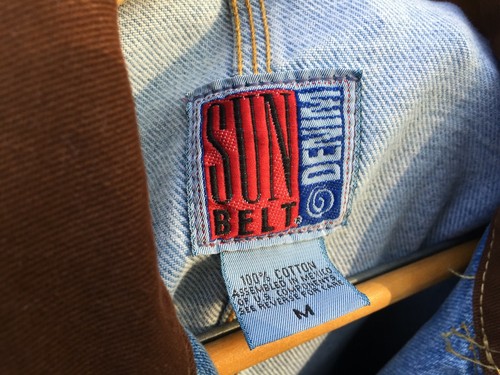 SUN
BELT®
DENIM
100% COTTON
ASSEMBLED IN MEXICO
OF U.S. COMPONENTS
SEE REVERSE FOR CARE
M